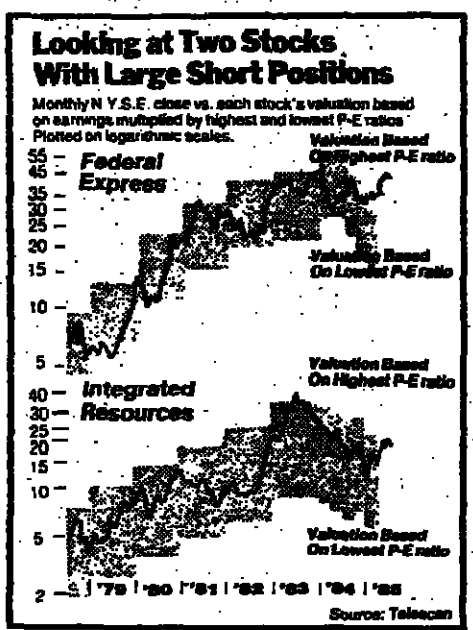 Looking at Two Stocks
With Large Short Positions
Monthly N.Y.S.E. close vs. each stock's valuation based
on earnings multiplied by highest and lowest P-E ratios
Plotted on logarithmic scales.
Valuation Based
On Highest P-E ratio
Federal
Express
55
45
35
30
25
20
15
10
5
Valuation Based
On Lowest P-E ratio
Valuation Based
On Highest P-E ratio
Integrated
Resources
40
30
25
20
15
10
5
2
Valuation Based
On Lowest P-E ratio
'79 '80 '81 '82 '83 '84 '85
Source: Telescan